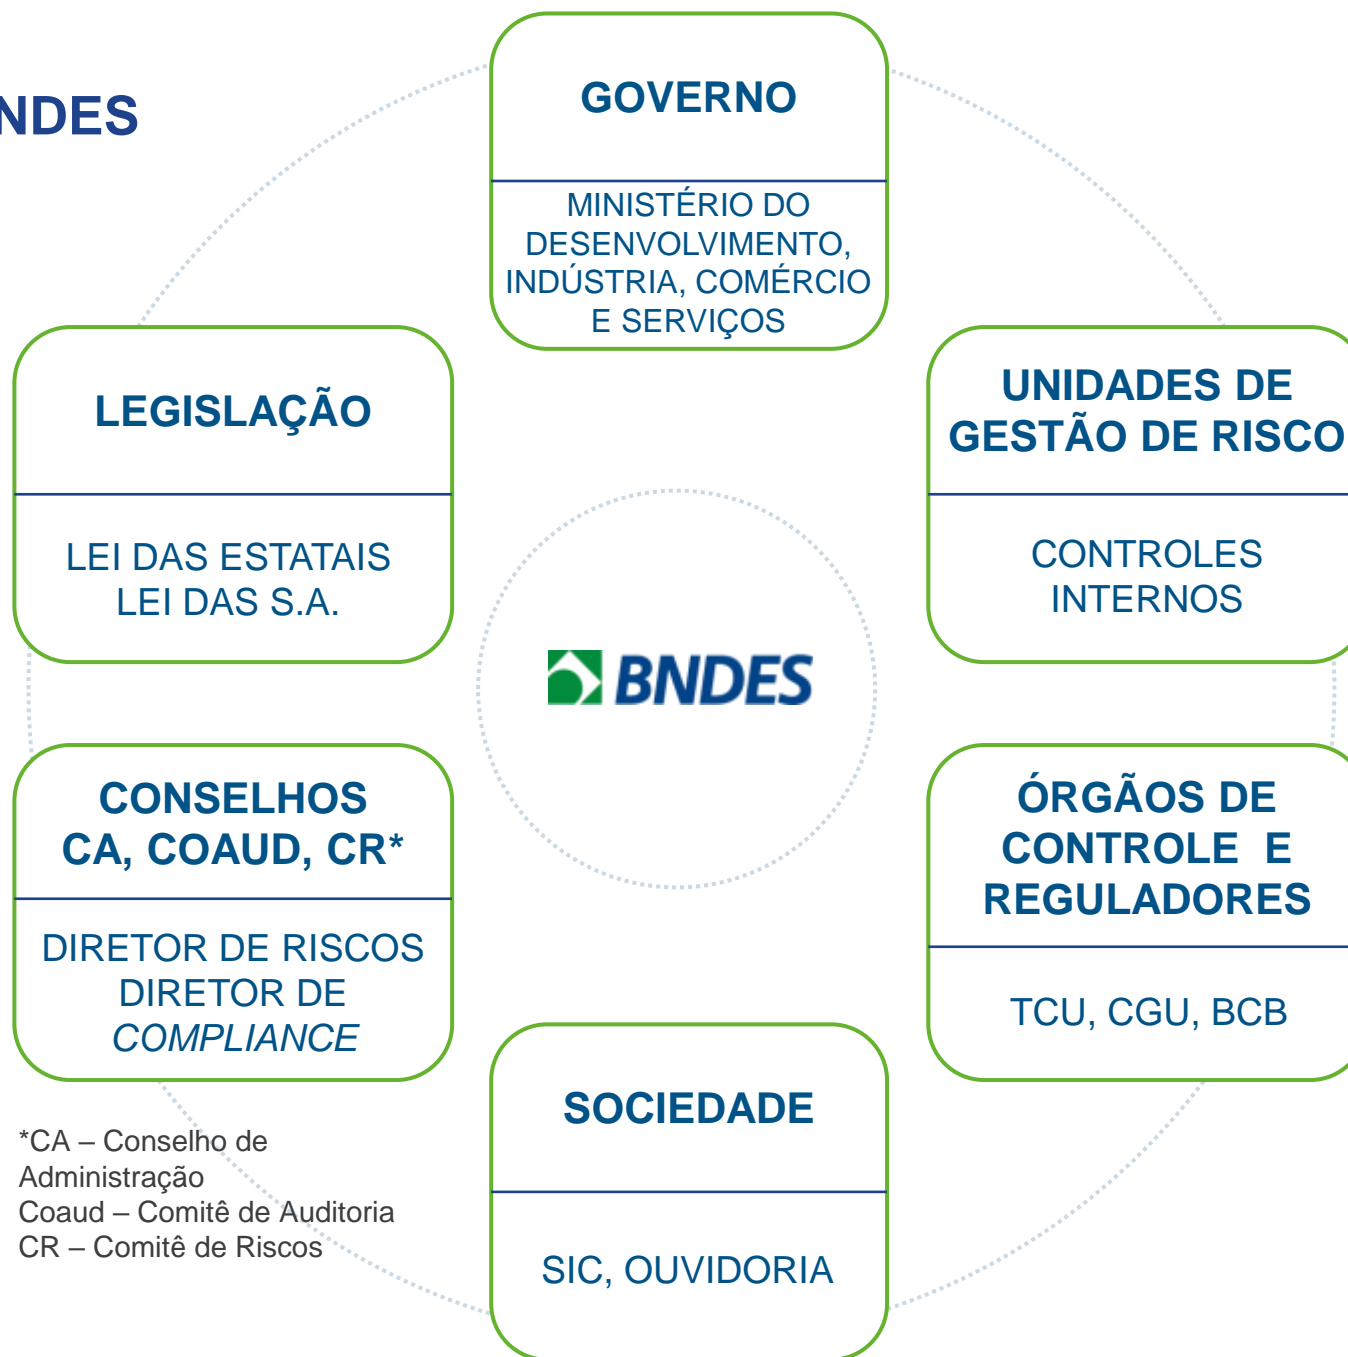 NDES
GOVERNO
MINISTÉRIO DO
DESENVOLVIMENTO,
INDÚSTRIA, COMÉRCIO
E SERVIÇOS
LEGISLAÇÃO
LEI DAS ESTATAIS
LEI DAS S.A.
UNIDADES DE
GESTÃO DE RISCO
CONTROLES
INTERNOS
BNDES
CONSELHOS
CA, COAUD, CR*
DIRETOR DE RISCOS
DIRETOR DE
COMPLIANCE
ÓRGÃOS DE
CONTROLE E
REGULADORES
TCU, CGU, BCB
SOCIEDADE
SIC, OUVIDORIA
*CA – Conselho de
Administração
Coaud – Comitê de Auditoria
CR – Comitê de Riscos